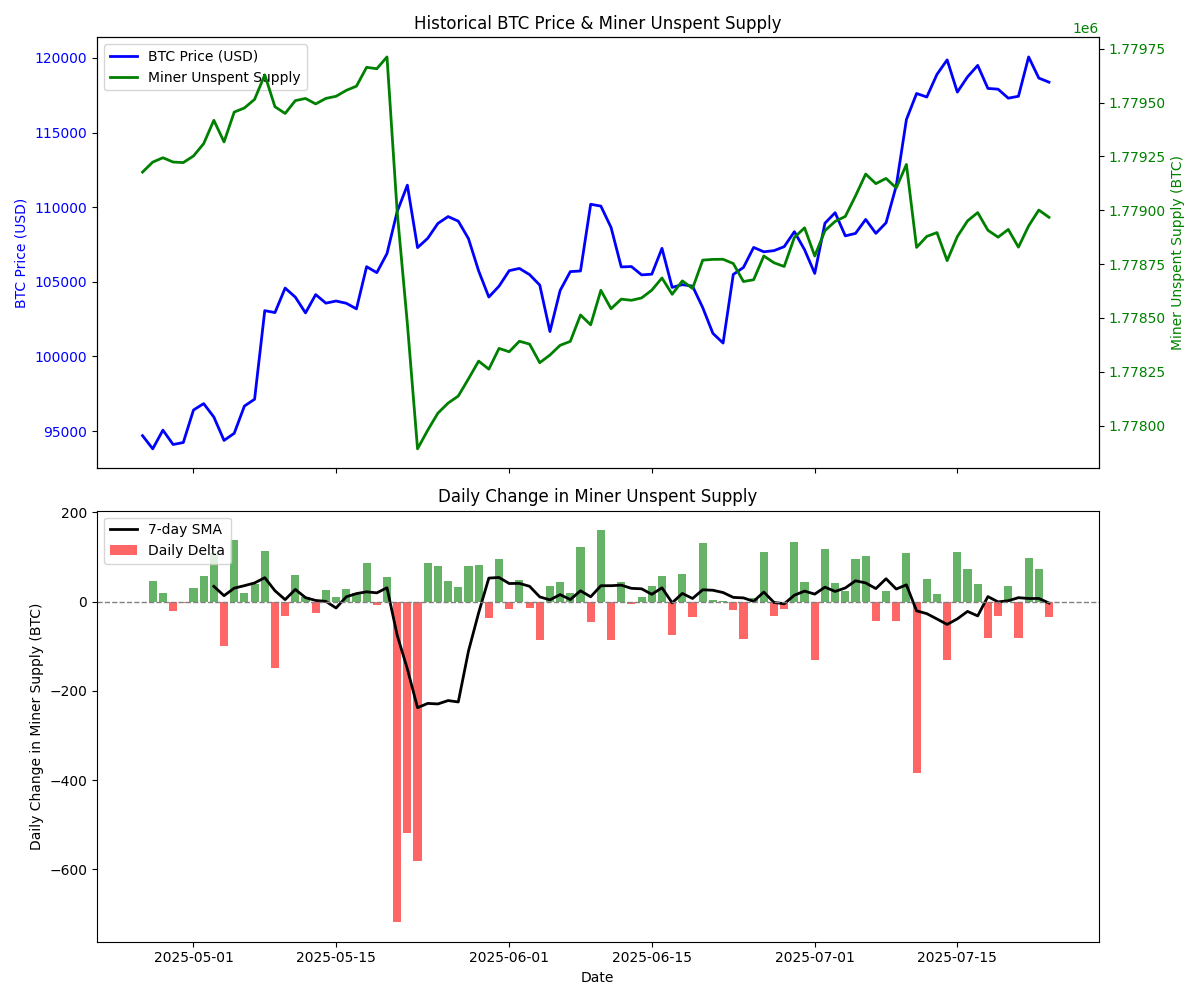 Historical BTC Price & Miner Unspent Supply
1e6
BTC Price (USD)
Miner Unspent Supply
120000
115000
110000
105000
100000
95000
BTC Price (USD)
1.77975
1.77950
1.77925
1.77900
1.77875
1.77850
1.77825
1.77800
Miner Unspent Supply (BTC)
Daily Change in Miner Unspent Supply
7-day SMA
Daily Delta
200
0
−200
−400
−600
Daily Change in Miner Supply (BTC)
2025-05-01
2025-05-15
2025-06-01
2025-06-15
2025-07-01
2025-07-15
Date